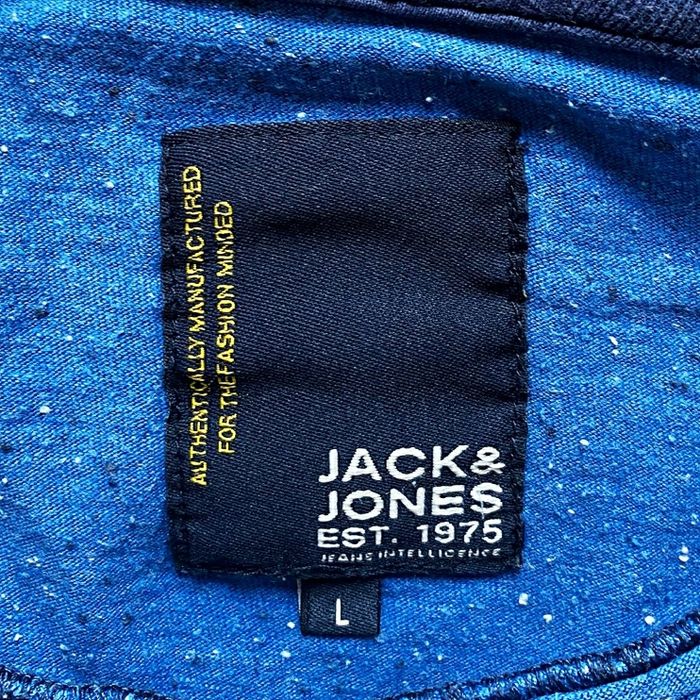 AUTHENTICALLY MANUFACTURED
FOR THE FASHION MINDED
JACK&
JONES
EST. 1975
JEANS INTELLIGENCE
L